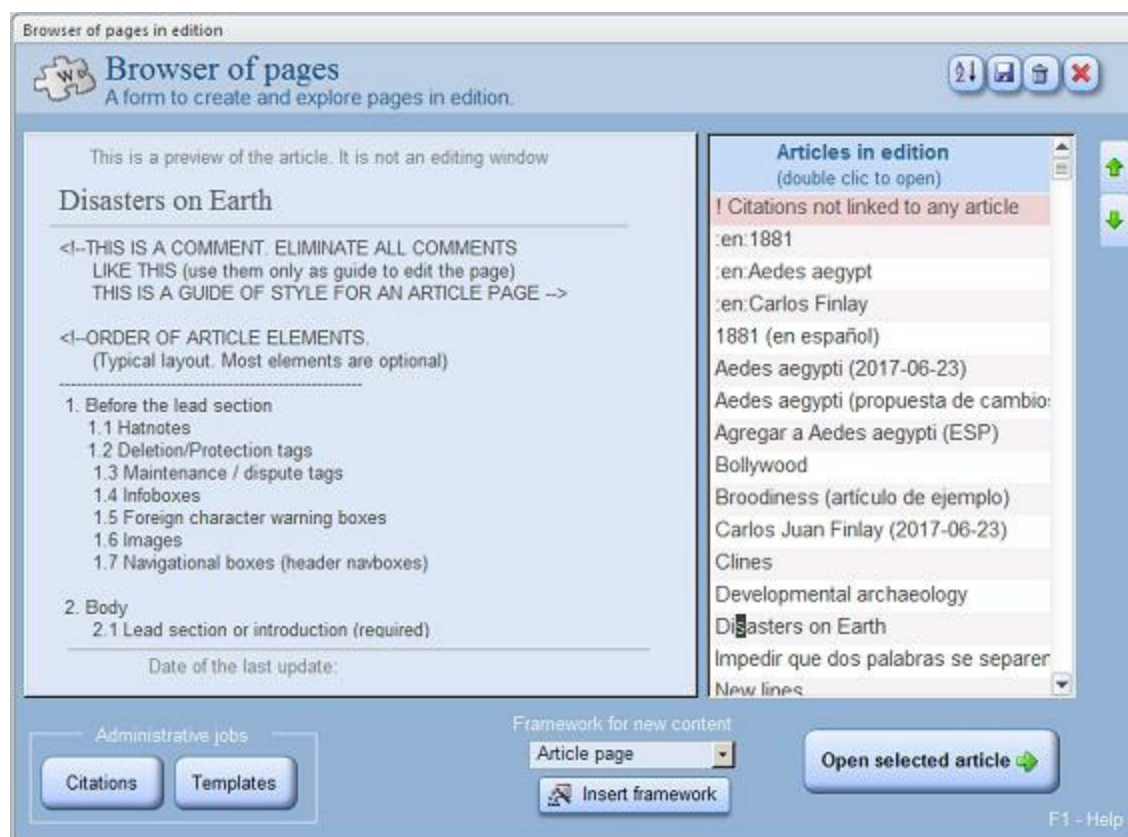 Browser of pages in edition
W
Browser of pages
A form to create and explore pages in edition.
This is a preview of the article. It is not an editing window
Disasters on Earth
<!--THIS IS A COMMENT. ELIMINATE ALL COMMENTS
LIKE THIS (use them only as guide to edit the page)
THIS IS A GUIDE OF STYLE FOR AN ARTICLE PAGE -->
<!--ORDER OF ARTICLE ELEMENTS.
(Typical layout. Most elements are optional)
------------------------------------------------------------
1. Before the lead section
1.1 Hatnotes
1.2 Deletion/Protection tags
1.3 Maintenance / dispute tags
1.4 Infoboxes
1.5 Foreign character warning boxes
1.6 Images
1.7 Navigational boxes (header navboxes)
2. Body
2.1 Lead section or introduction (required)
Date of the last update:
Articles in edition
(double clic to open)
! Citations not linked to any article
:en:1881
:en:Aedes aegypt
:en:Carlos Finlay
1881 (en español)
Aedes aegypti (2017-06-23)
Aedes aegypti (propuesta de cambio
Agregar a Aedes aegypti (ESP)
Bollywood
Broodiness (artículo de ejemplo)
Carlos Juan Finlay (2017-06-23)
Clines
Developmental archaeology
Disasters on Earth
Impedir que dos palabras se separen
New lines
Administrative jobs
Citations
Templates
Framework for new content
Article page
Insert framework
Open selected article
F1 - Help